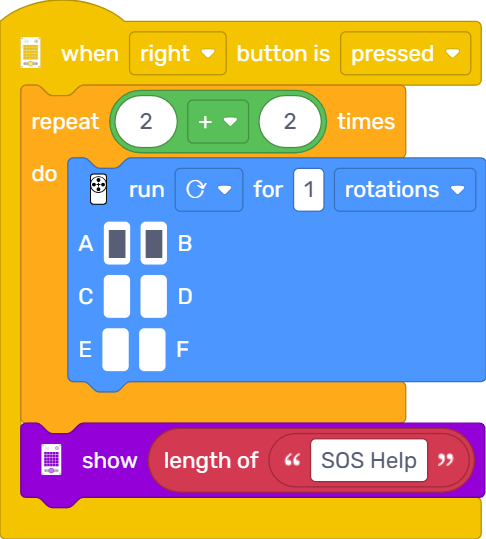 when right button is pressed
repeat 2 + 2 times
do
run for 1 rotations
A B
C D
E F
show length of “ SOS Help ”